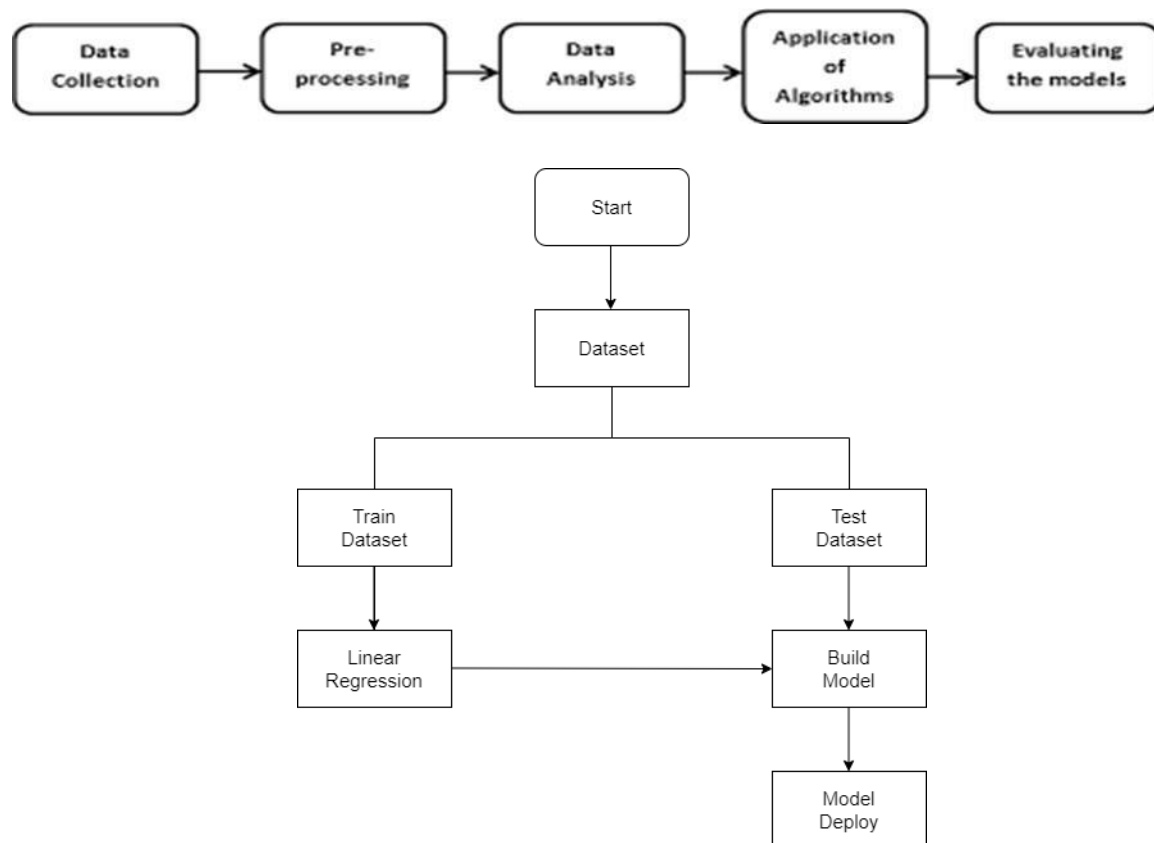 Data
Collection
Pre-
processing
Data
Analysis
Application
of
Algorithms
Evaluating
the models
Start
Dataset
Train
Dataset
Test
Dataset
Linear
Regression
Build
Model
Model
Deploy